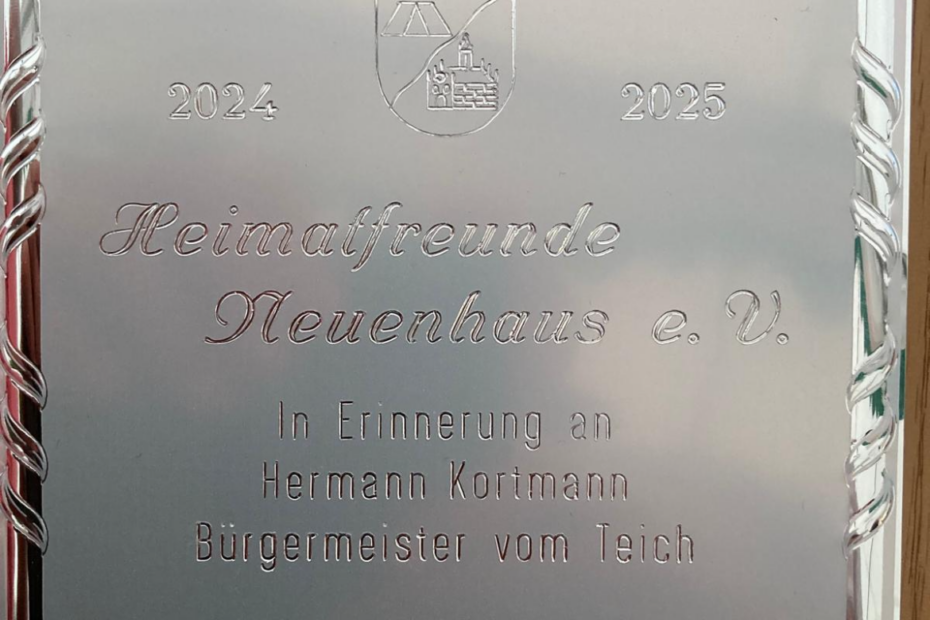 2024 2025
Heimatfreunde
Neuenhaus e. V.
In Erinnerung an
Hermann Kortmann
Bürgermeister vom Teich